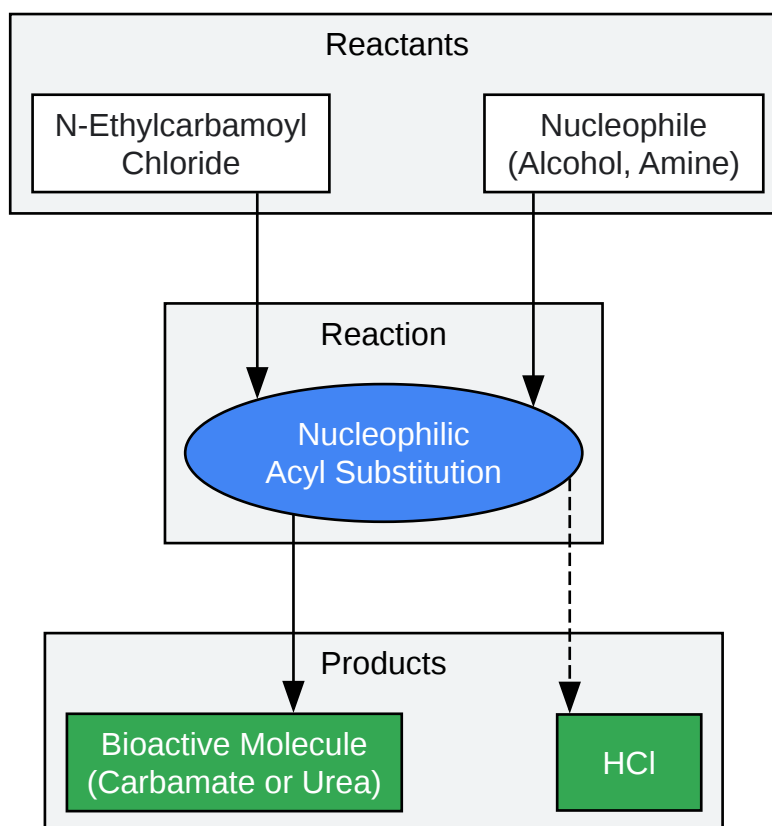 Reactants
N-Ethylcarbamoyl
Chloride
Nucleophile
(Alcohol, Amine)
Reaction
Nucleophilic
Acyl Substitution
Products
Bioactive Molecule
(Carbamate or Urea)
HCl